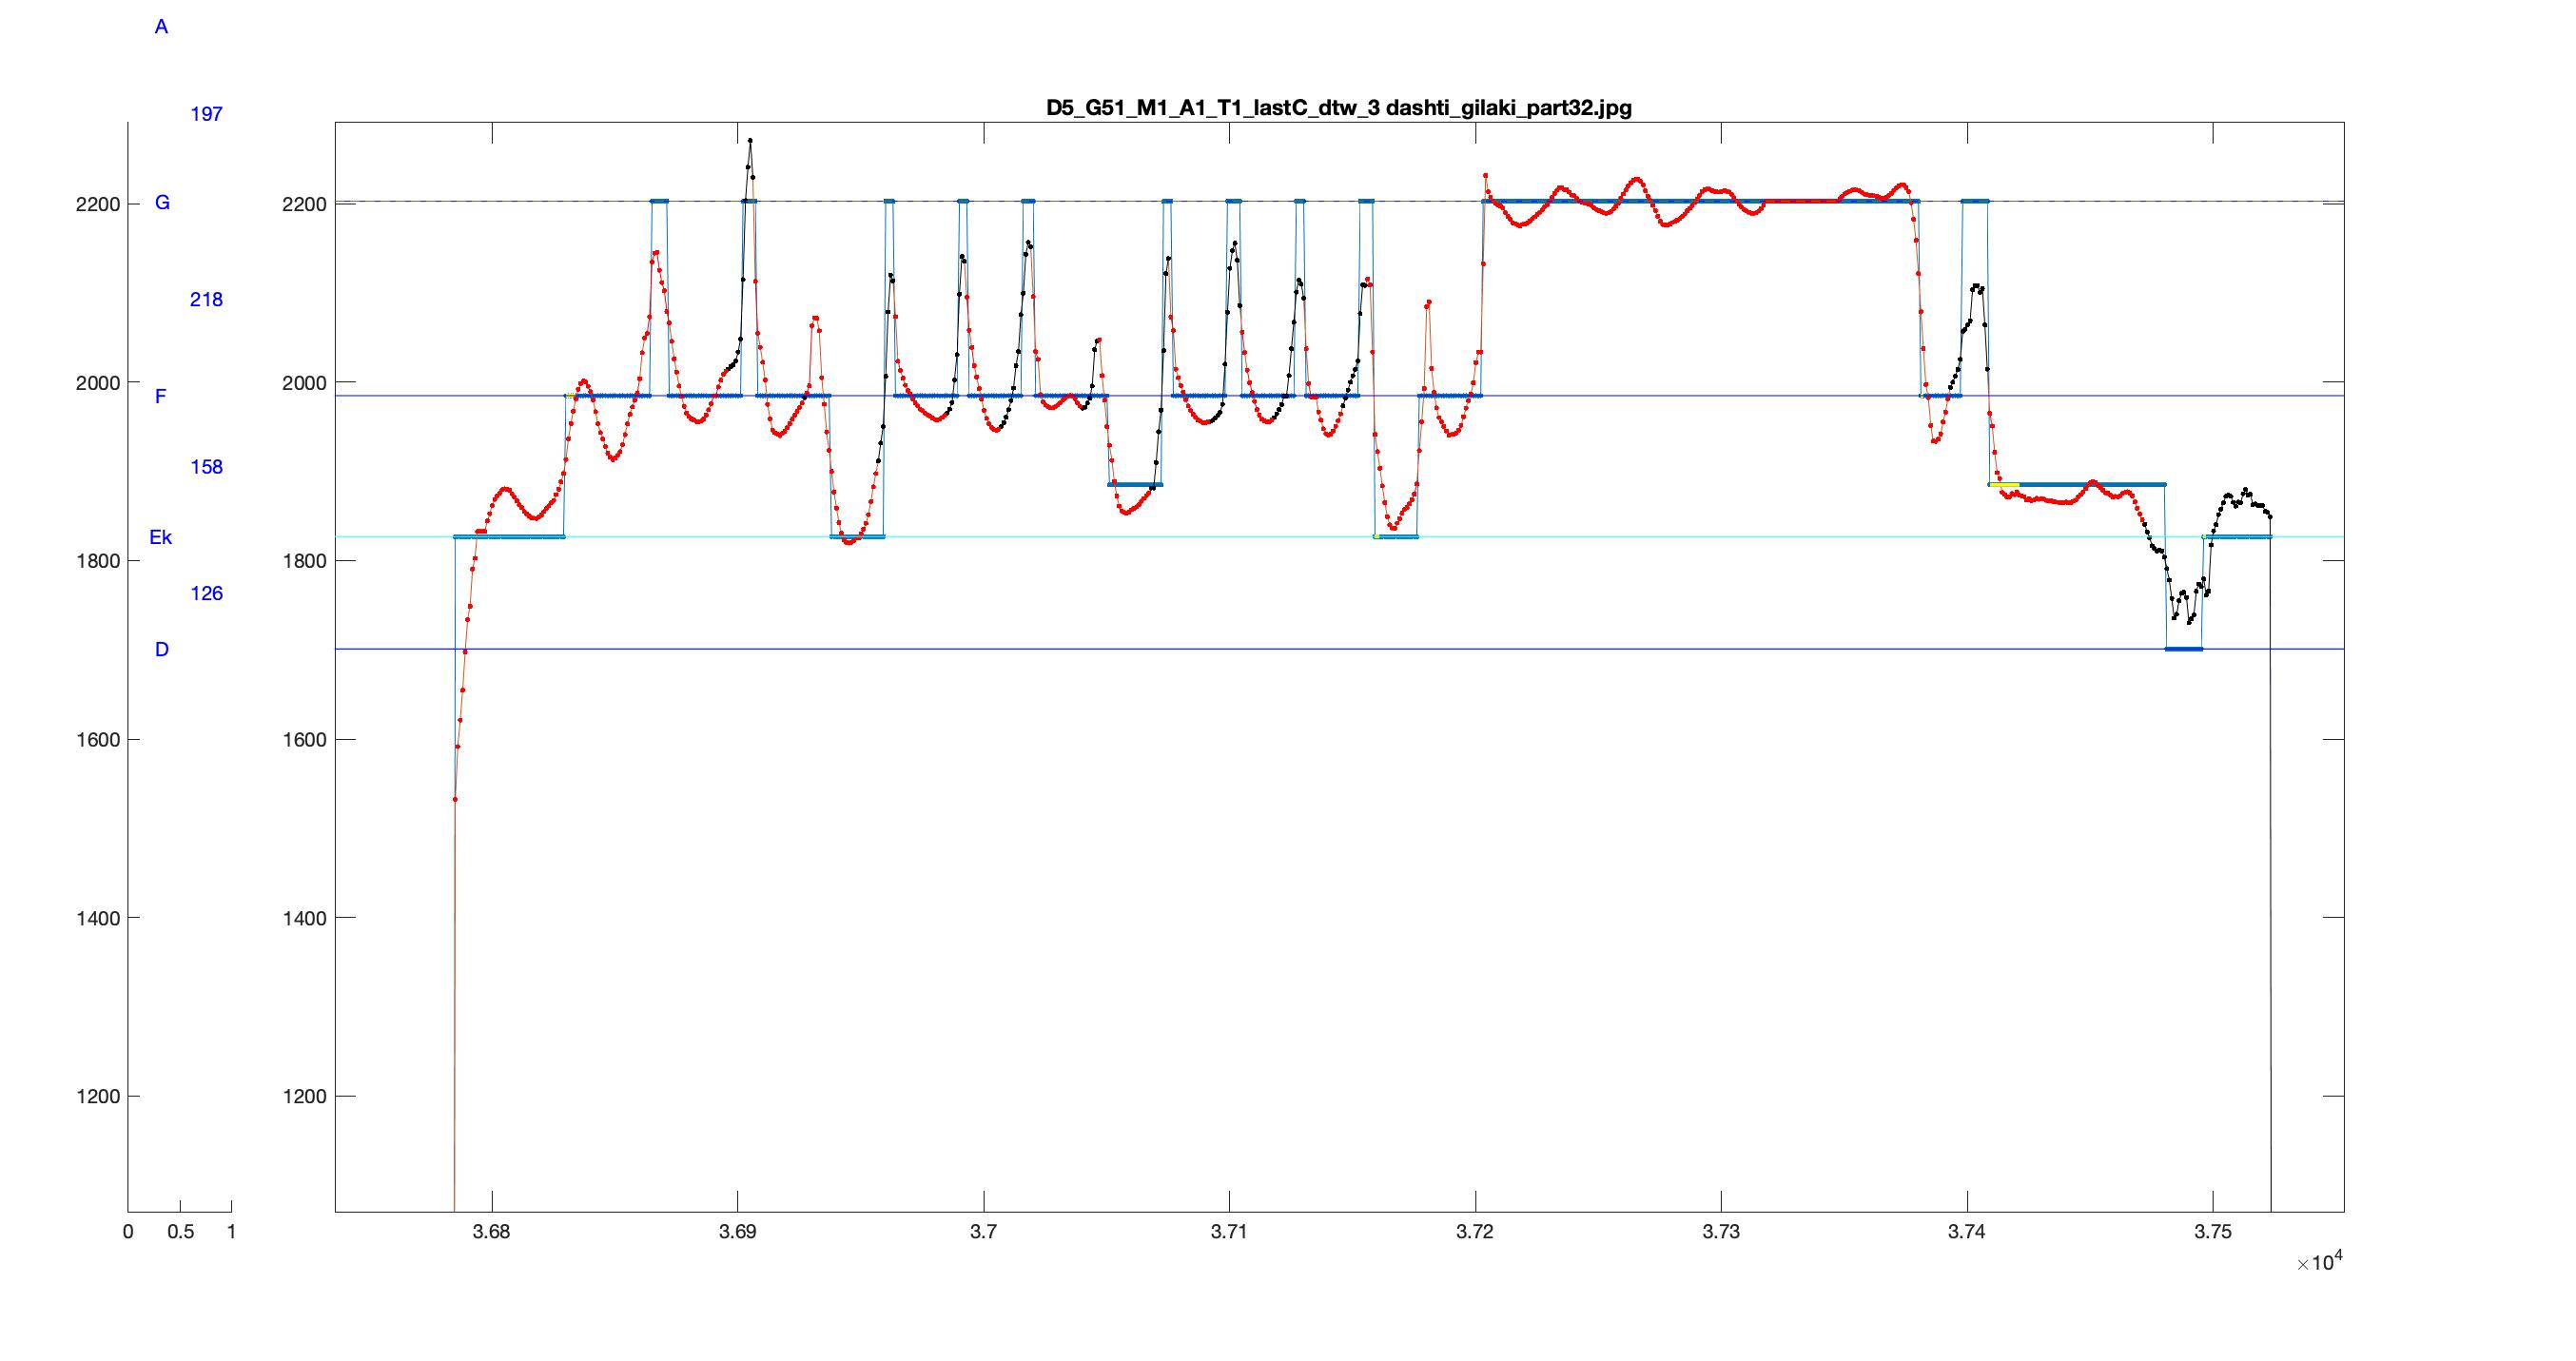 A
D5_G51_M1_A1_T1_lastC_dtw_3 dashti_gilaki_part32.jpg
197
2200 G 2200
218
2000 F 2000
158
1800 Ek 1800
126
D
1600 1600
1400 1400
1200 1200
0 0.5 1 3.68 3.69 3.7 3.71 3.72 3.73 3.74 3.75
×10⁴